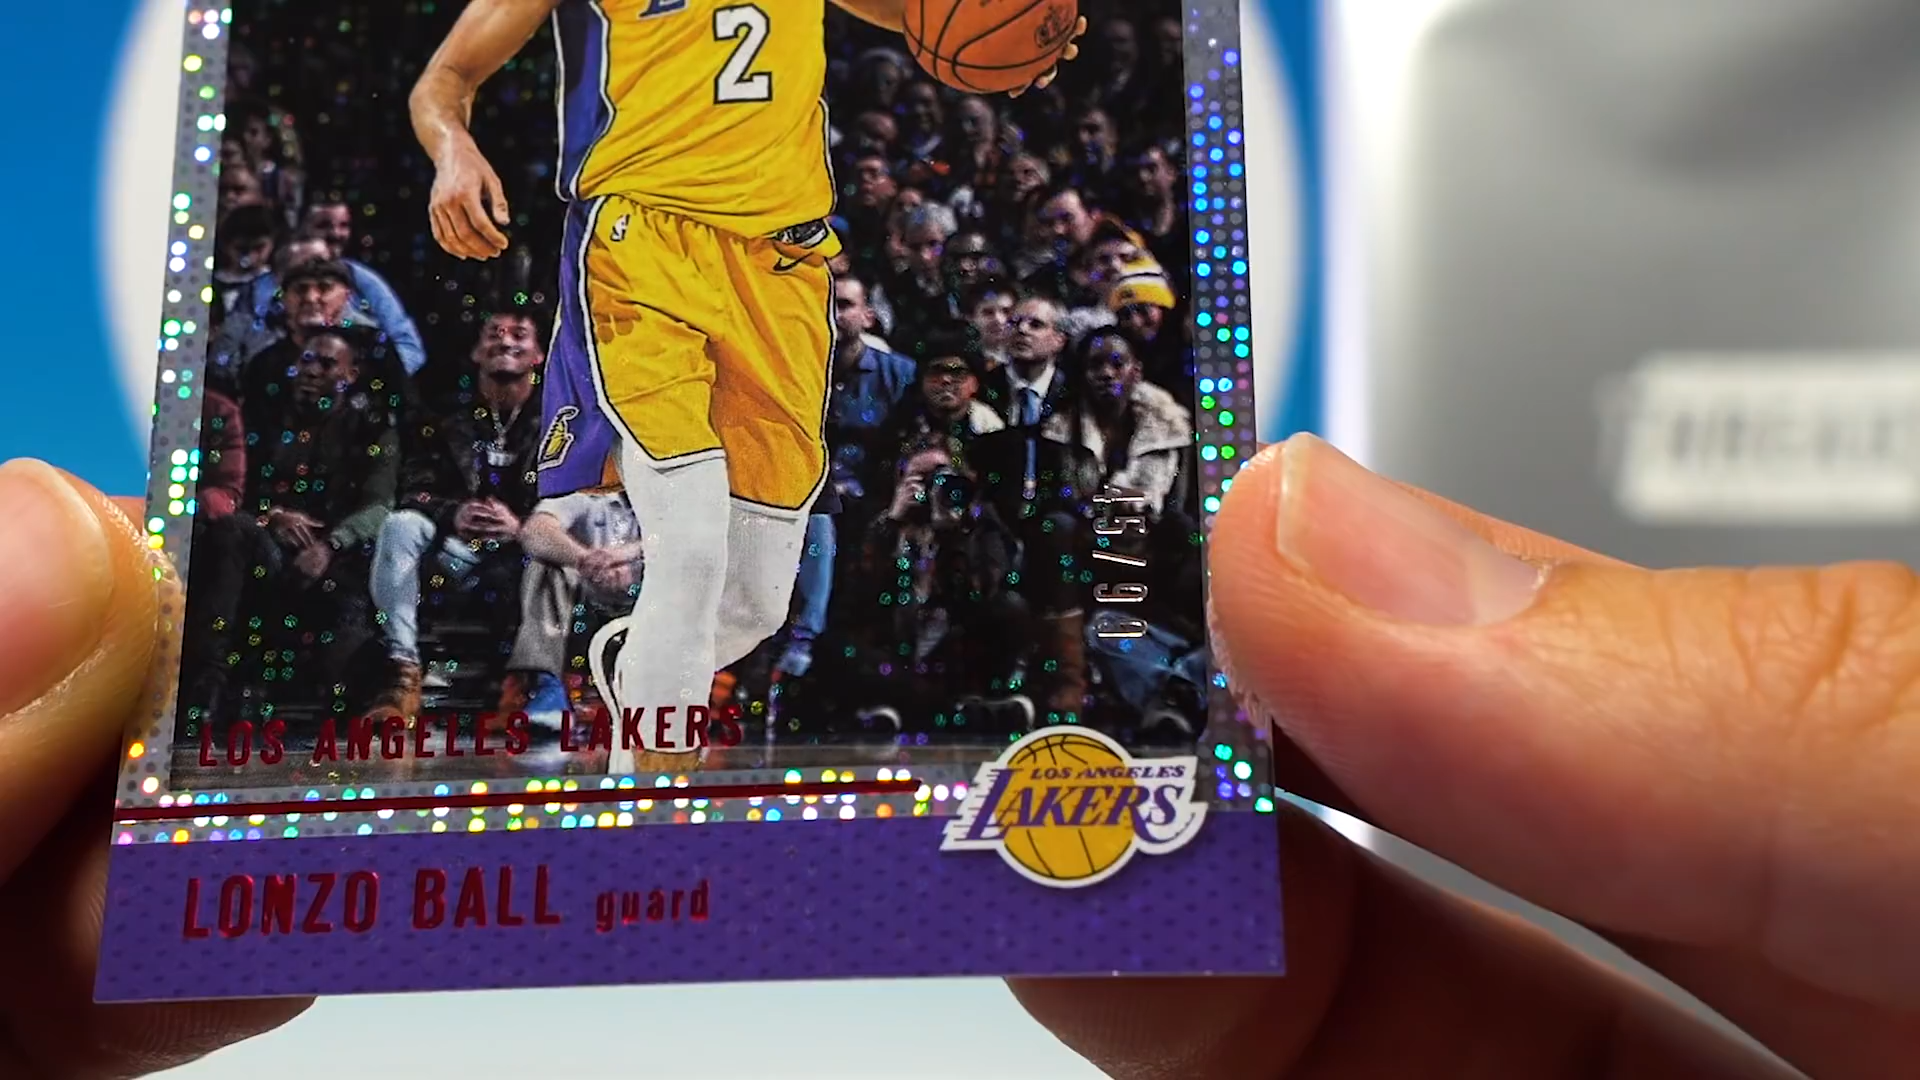 2
45/99
LOS ANGELES LAKERS
LOS ANGELES
LAKERS
LONZO BALL guard